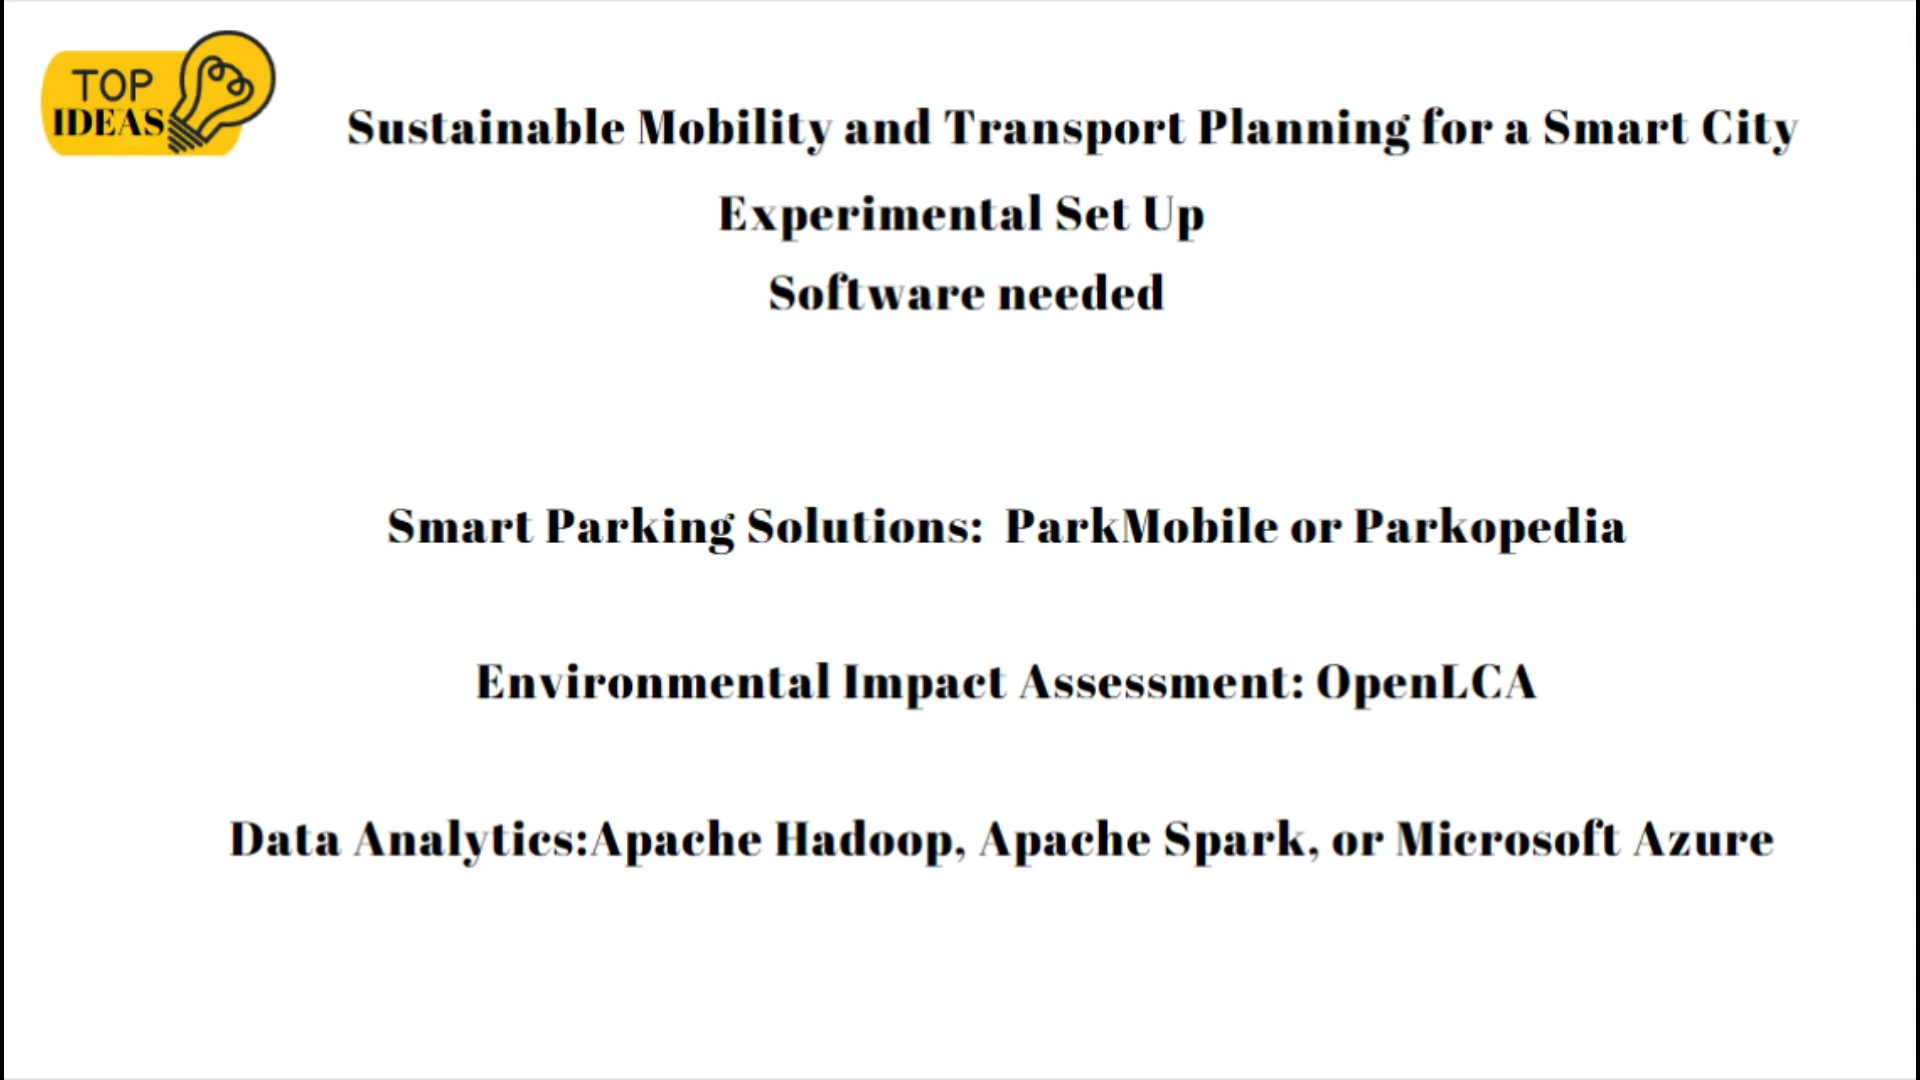 TOP
IDEAS
Sustainable Mobility and Transport Planning for a Smart City
Experimental Set Up
Software needed
Smart Parking Solutions: ParkMobile or Parkopedia
Environmental Impact Assessment: OpenLCA
Data Analytics:Apache Hadoop, Apache Spark, or Microsoft Azure